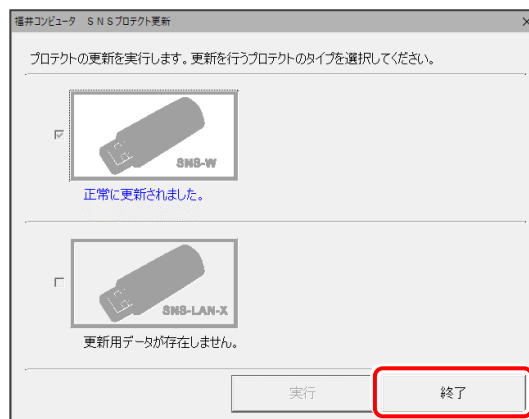 福井コンピュータ ＳＮＳプロテクト更新
プロテクトの更新を実行します。更新を行うプロテクトのタイプを選択してください。
SNS-W
正常に更新されました。
SNS-LAN-X
更新用データが存在しません。
実行
終了